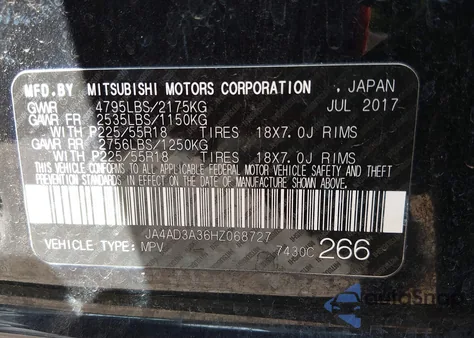 MFD.BY MITSUBISHI MOTORS CORPORATION , JAPAN
GVWR 4795LBS/2175KG JUL 2017
GAWR FR 2535LBS/1150KG
WITH P225/55R18 TIRES 18X7.0J RIMS
GAWR RR 2756LBS/1250KG
WITH P225/55R18 TIRES 18X7.0J RIMS
THIS VEHICLE CONFORMS TO ALL APPLICABLE FEDERAL MOTOR VEHICLE SAFETY AND
THEFT PREVENTION STANDARDS IN EFFECT ON THE DATE OF MANUFACTURE SHOWN ABOVE.
JA4AD3A36HZ068727
VEHICLE TYPE: MPV 7430C 266